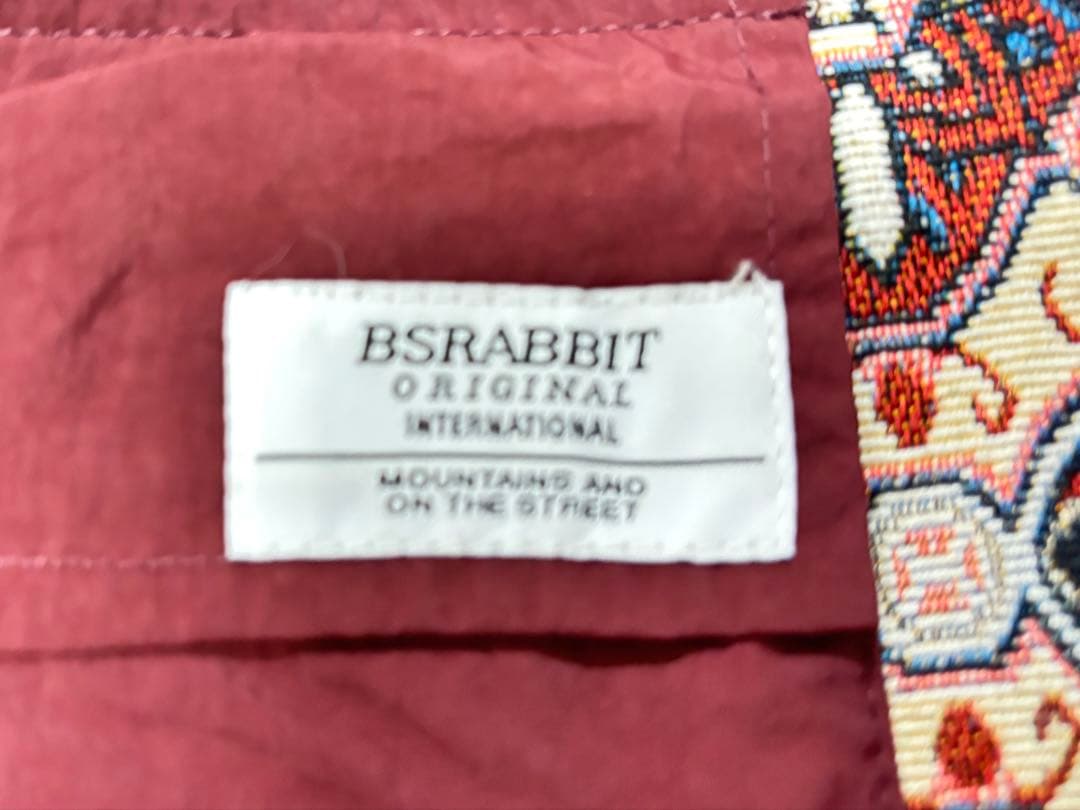 BSRABBIT
ORIGINAL
INTERNATIONAL
MOUNTAINS AND
ON THE STREET